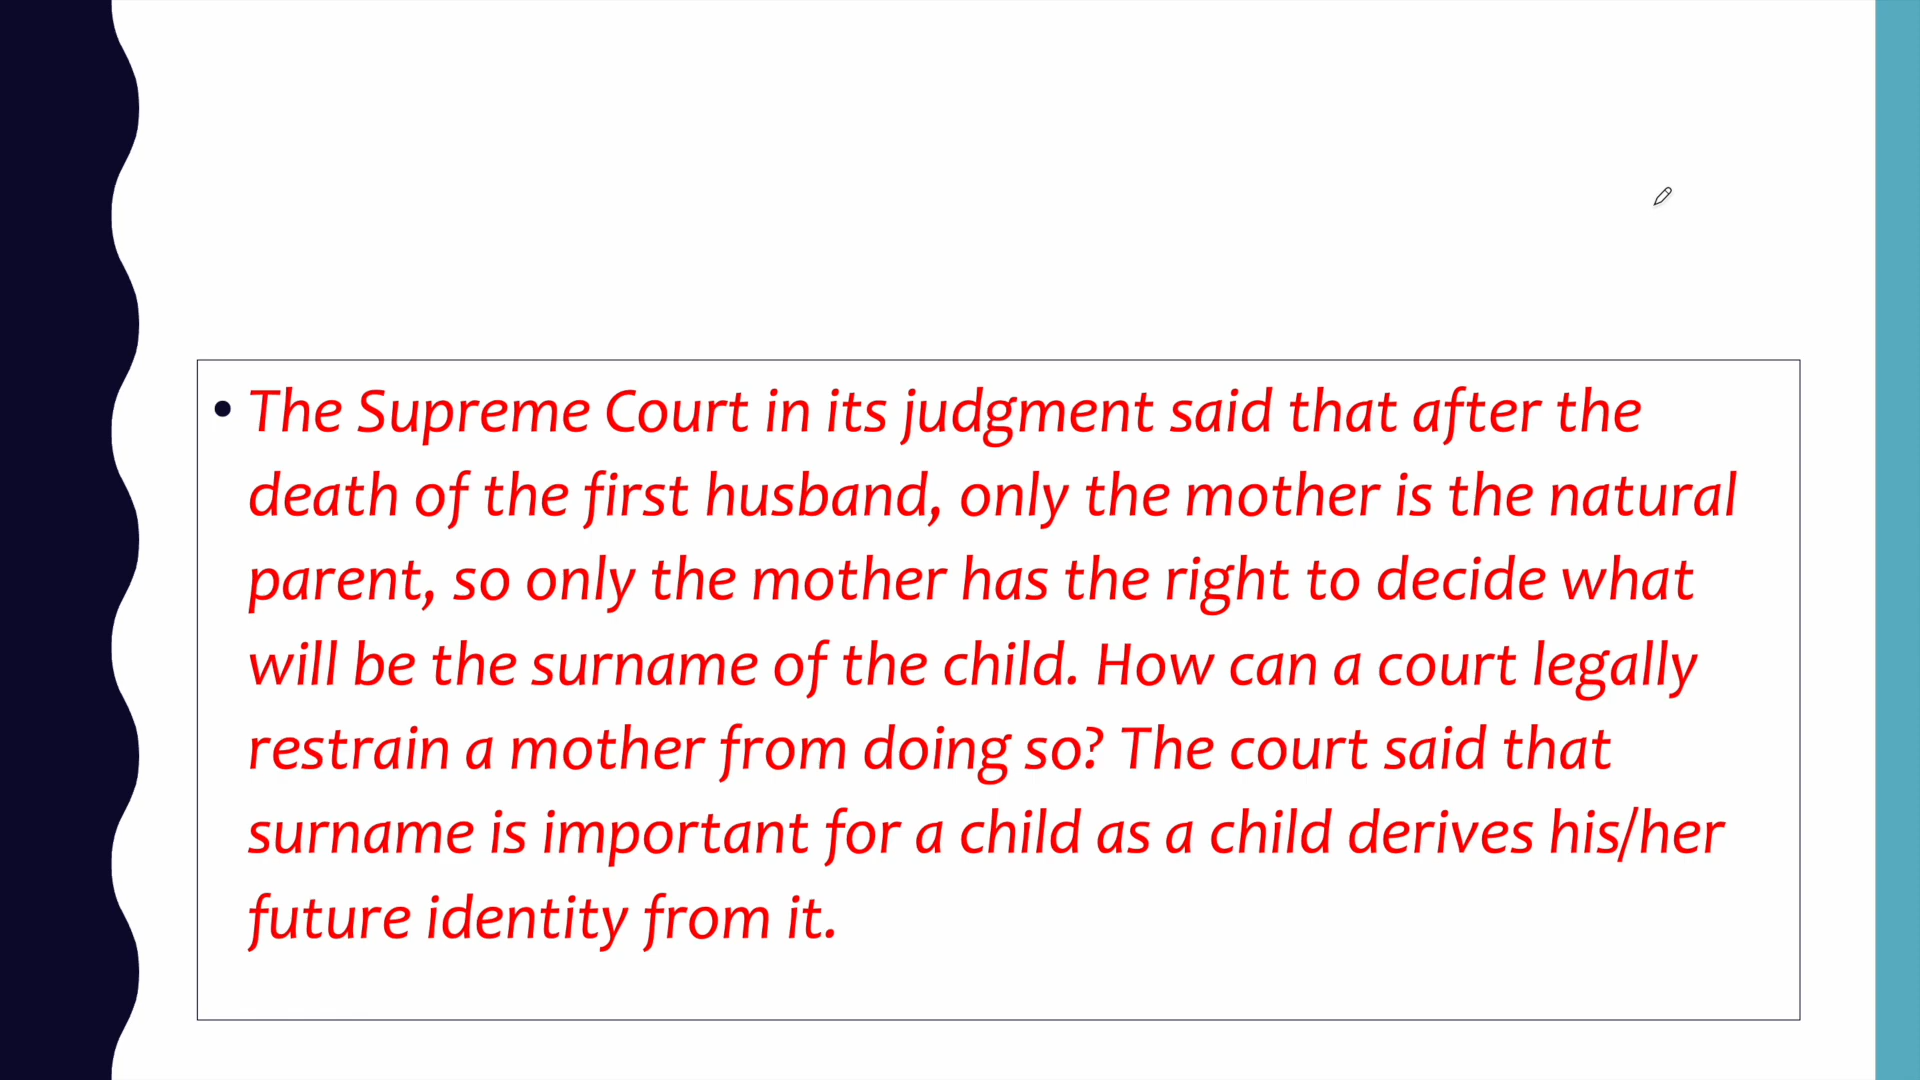 • The Supreme Court in its judgment said that after the
death of the first husband, only the mother is the natural
parent, so only the mother has the right to decide what
will be the surname of the child. How can a court legally
restrain a mother from doing so? The court said that
surname is important for a child as a child derives his/her
future identity from it.